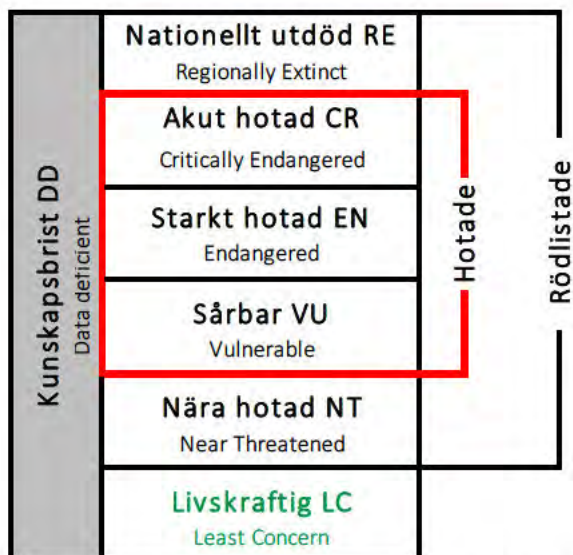 Kunskapsbrist DD
Data deficient
Nationellt utdöd RE
Regionally Extinct
Akut hotad CR
Critically Endangered
Starkt hotad EN
Endangered
Sårbar VU
Vulnerable
Nära hotad NT
Near Threatened
Livskraftig LC
Least Concern
Hotade
Rödlistade